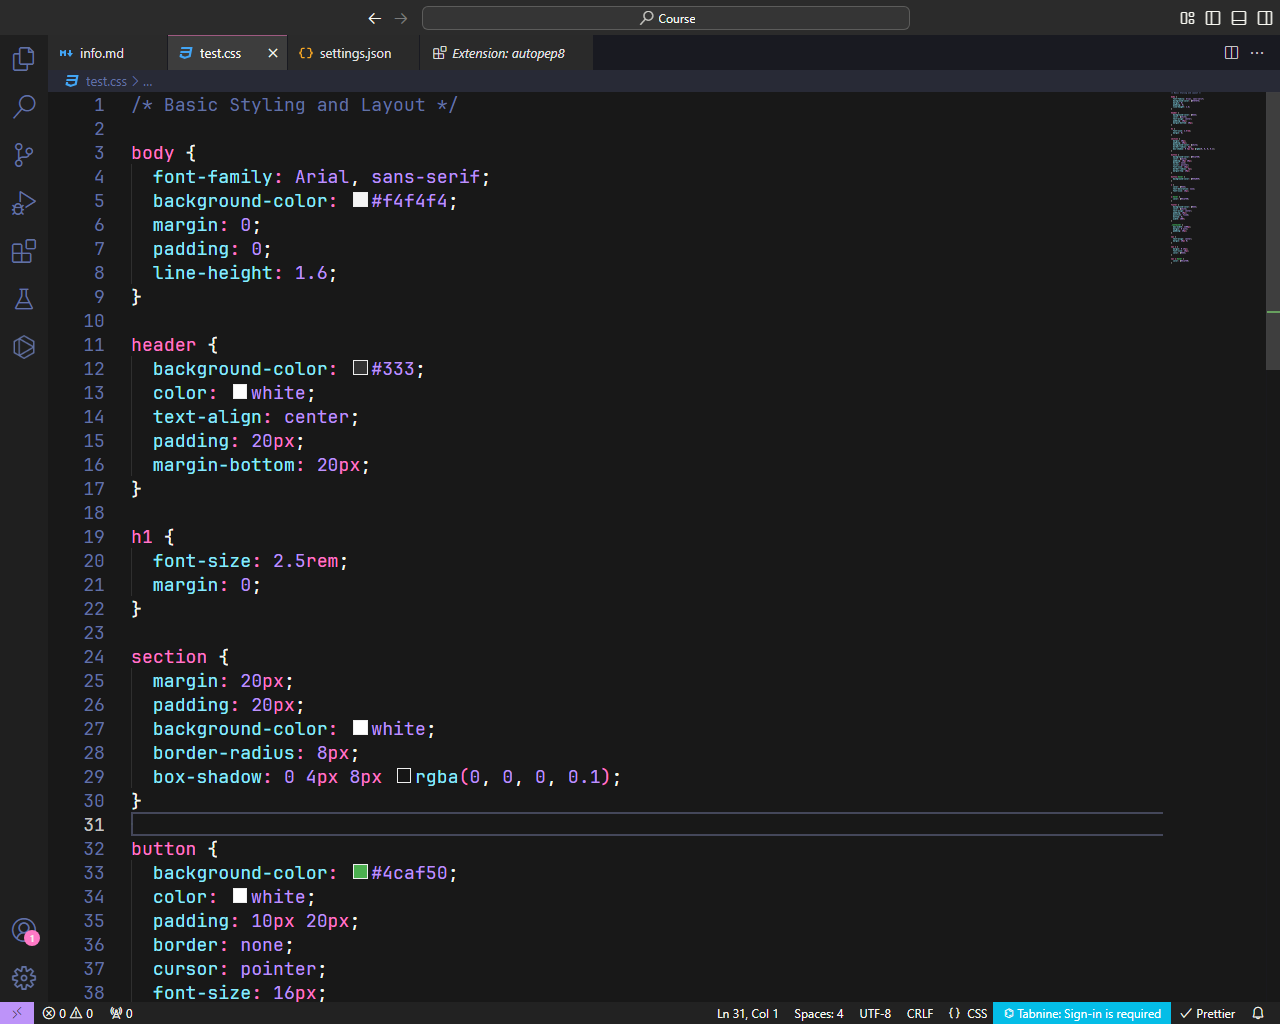 Course
info.md test.css settings.json Extension: autopep8
test.css > ...
1 /* Basic Styling and Layout */
2
3 body {
4 font-family: Arial, sans-serif;
5 background-color: #f4f4f4;
6 margin: 0;
7 padding: 0;
8 line-height: 1.6;
9 }
10
11 header {
12 background-color: #333;
13 color: white;
14 text-align: center;
15 padding: 20px;
16 margin-bottom: 20px;
17 }
18
19 h1 {
20 font-size: 2.5rem;
21 margin: 0;
22 }
23
24 section {
25 margin: 20px;
26 padding: 20px;
27 background-color: white;
28 border-radius: 8px;
29 box-shadow: 0 4px 8px rgba(0, 0, 0, 0.1);
30 }
31
32 button {
33 background-color: #4caf50;
34 color: white;
35 padding: 10px 20px;
36 border: none;
37 cursor: pointer;
38 font-size: 16px;
1
0 0 0 Ln 31, Col 1 Spaces: 4 UTF-8 CRLF {} CSS Tabnine: Sign-in is required Prettier